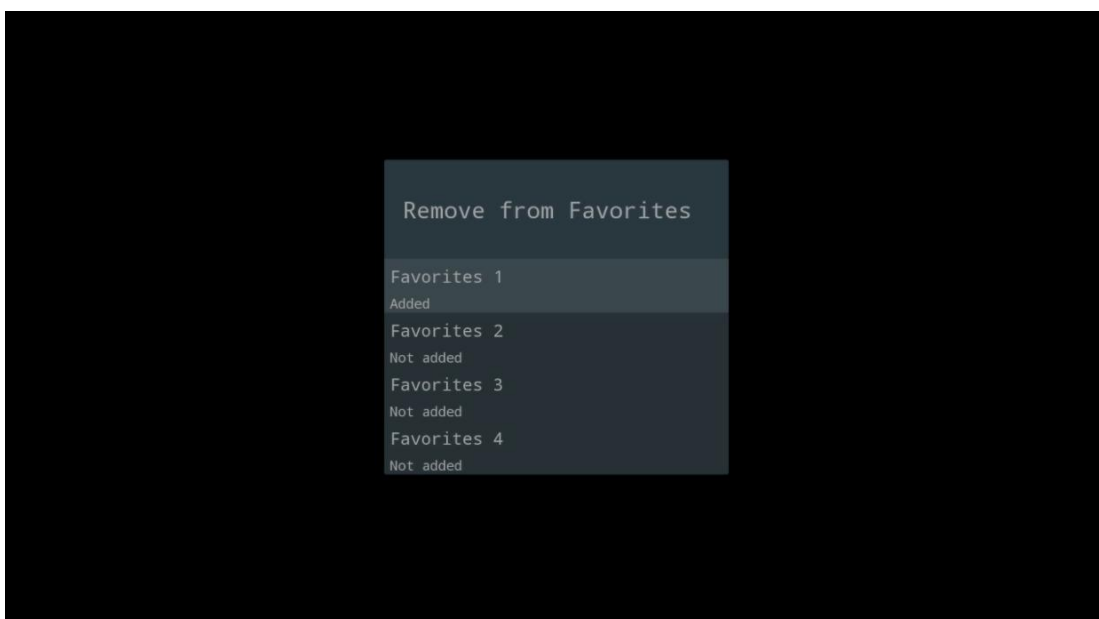 Remove from Favorites
Favorites 1
Added
Favorites 2
Not added
Favorites 3
Not added
Favorites 4
Not added